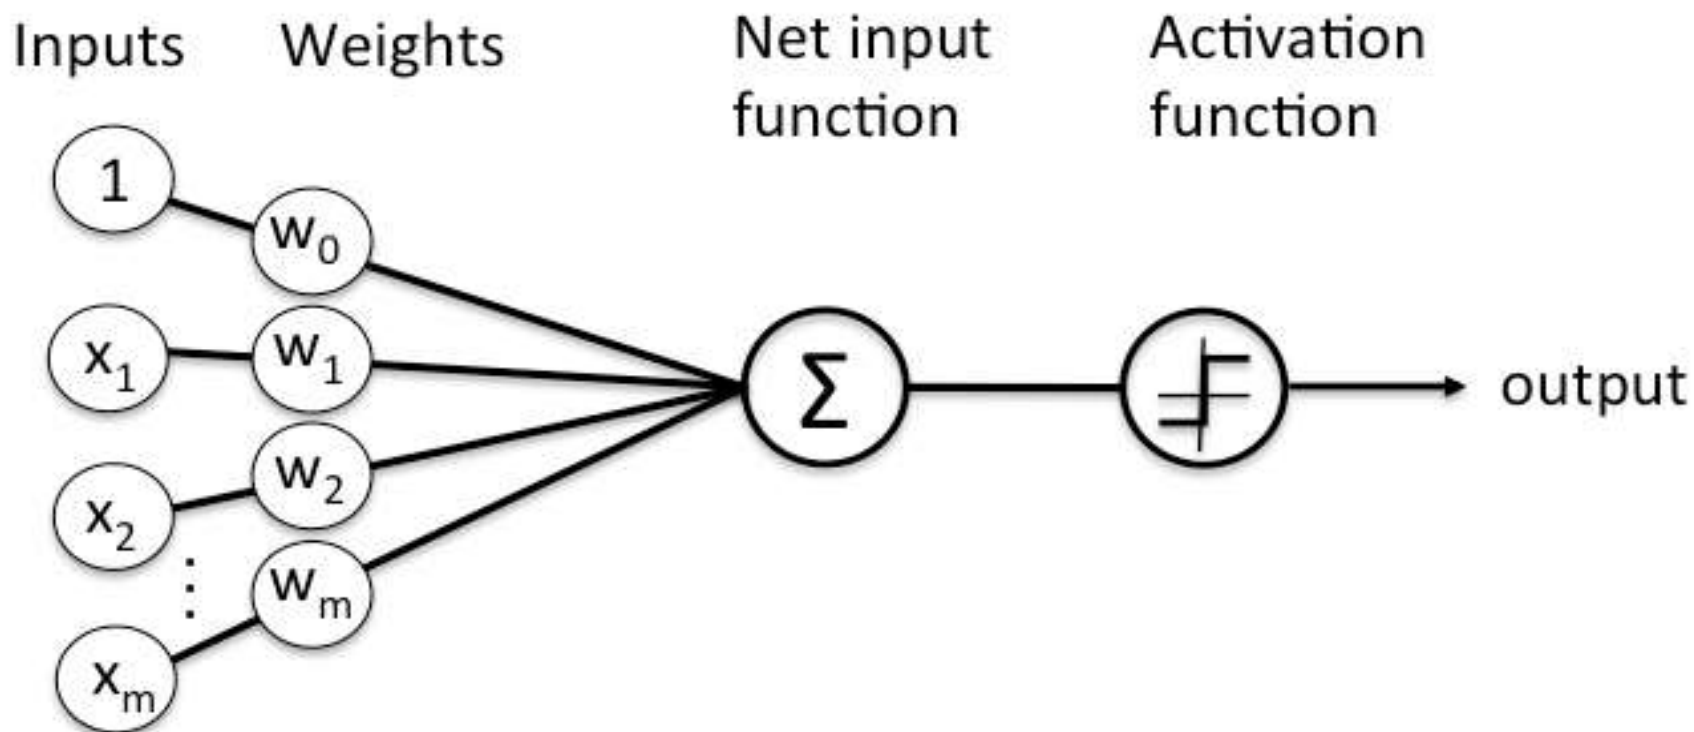 Inputs
Weights
Net input
function
Activation
function
1
w0
x1
w1
x2
w2
⋮
wm
xm
Σ
output